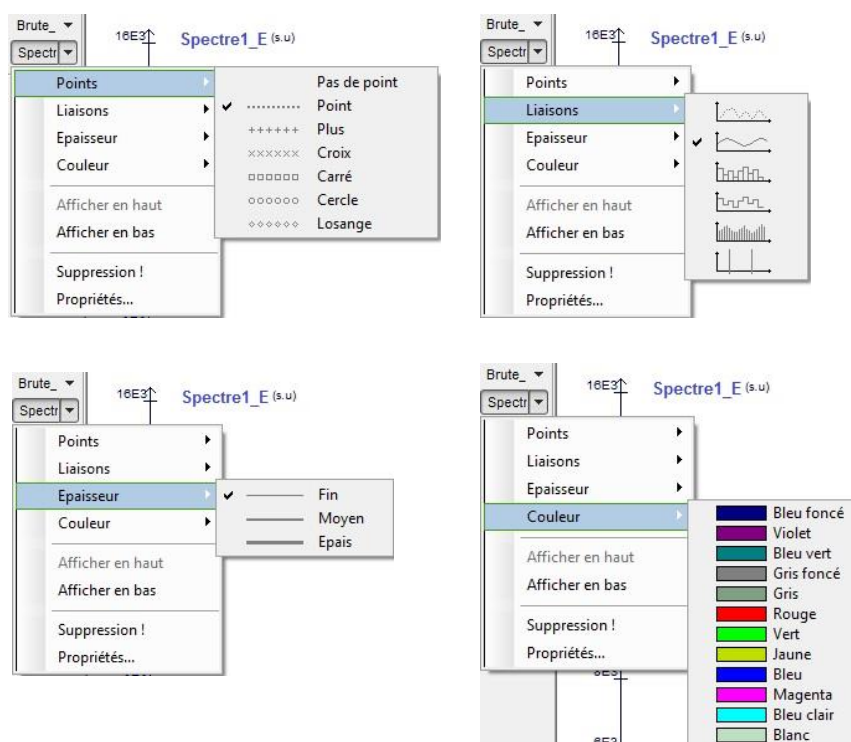 Brute_
Spectr
16E3
Spectre1_E (s.u)
Points
Liaisons
Epaisseur
Couleur
Afficher en haut
Afficher en bas
Suppression !
Propriétés...
Pas de point
Point
Plus
Croix
Carré
Cercle
Losange
Brute_
Spectr
16E3
Spectre1_E (s.u)
Points
Liaisons
Epaisseur
Couleur
Afficher en haut
Afficher en bas
Suppression !
Propriétés...
Brute_
Spectr
16E3
Spectre1_E (s.u)
Points
Liaisons
Epaisseur
Couleur
Afficher en haut
Afficher en bas
Suppression !
Propriétés...
Fin
Moyen
Epais
Brute_
Spectr
16E3
Spectre1_E (s.u)
Points
Liaisons
Epaisseur
Couleur
Afficher en haut
Afficher en bas
Suppression !
Propriétés...
Bleu foncé
Violet
Bleu vert
Gris foncé
Gris
Rouge
Vert
Jaune
Bleu
Magenta
Bleu clair
Blanc